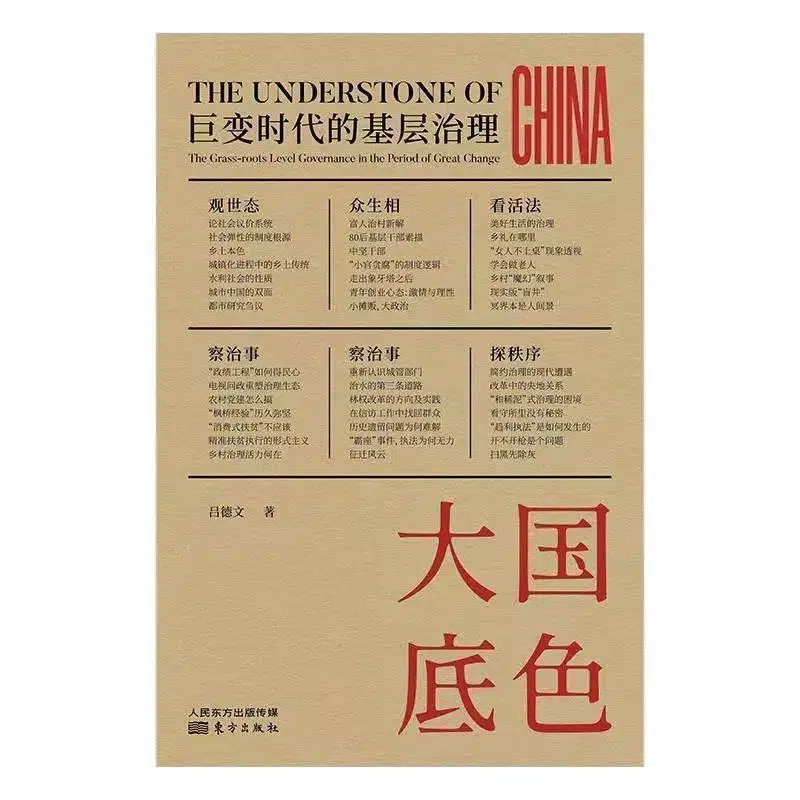 THE UNDERSTONE OF CHINA
巨变时代的基层治理
The Grass-roots Level Governance in the Period of Great Change
观世态
论社会议价系统
社会弹性的制度根源
乡土本色
城镇化进程中的乡土传统
水利社会的性质
城市中国的双面
都市研究刍议
众生相
富人治村新解
80后基层干部素描
中坚干部
“小官贪腐”的制度逻辑
走出象牙塔之后
青年创业心态：激情与理性
小摊贩，大政治
看活法
美好生活的治理
乡礼在哪里
“女人不上桌”现象透视
学会做老人
乡村“魔幻”叙事
现实版“盲井”
冥界本是人间景
察治事
“政绩工程”如何得民心
电视问政重塑治理生态
农村党建怎么搞
“枫桥经验”历久弥坚
“消费式扶贫”不应该
精准扶贫执行的形式主义
乡村治理活力何在
察治事
重新认识城管部门
治水的第三条道路
林权改革的方向及实践
在信访工作中找回群众
历史遗留问题为何难解
“霸座”事件，执法为何无力
征迁风云
探秩序
简约治理的现代遭遇
改革中的央地关系
“和稀泥”式治理的困境
看守所里没有秘密
“趋利执法”是如何发生的
开不开枪是个问题
扫黑先除灰
吕德文 著
大国
底色
人民东方出版传媒
东方出版社